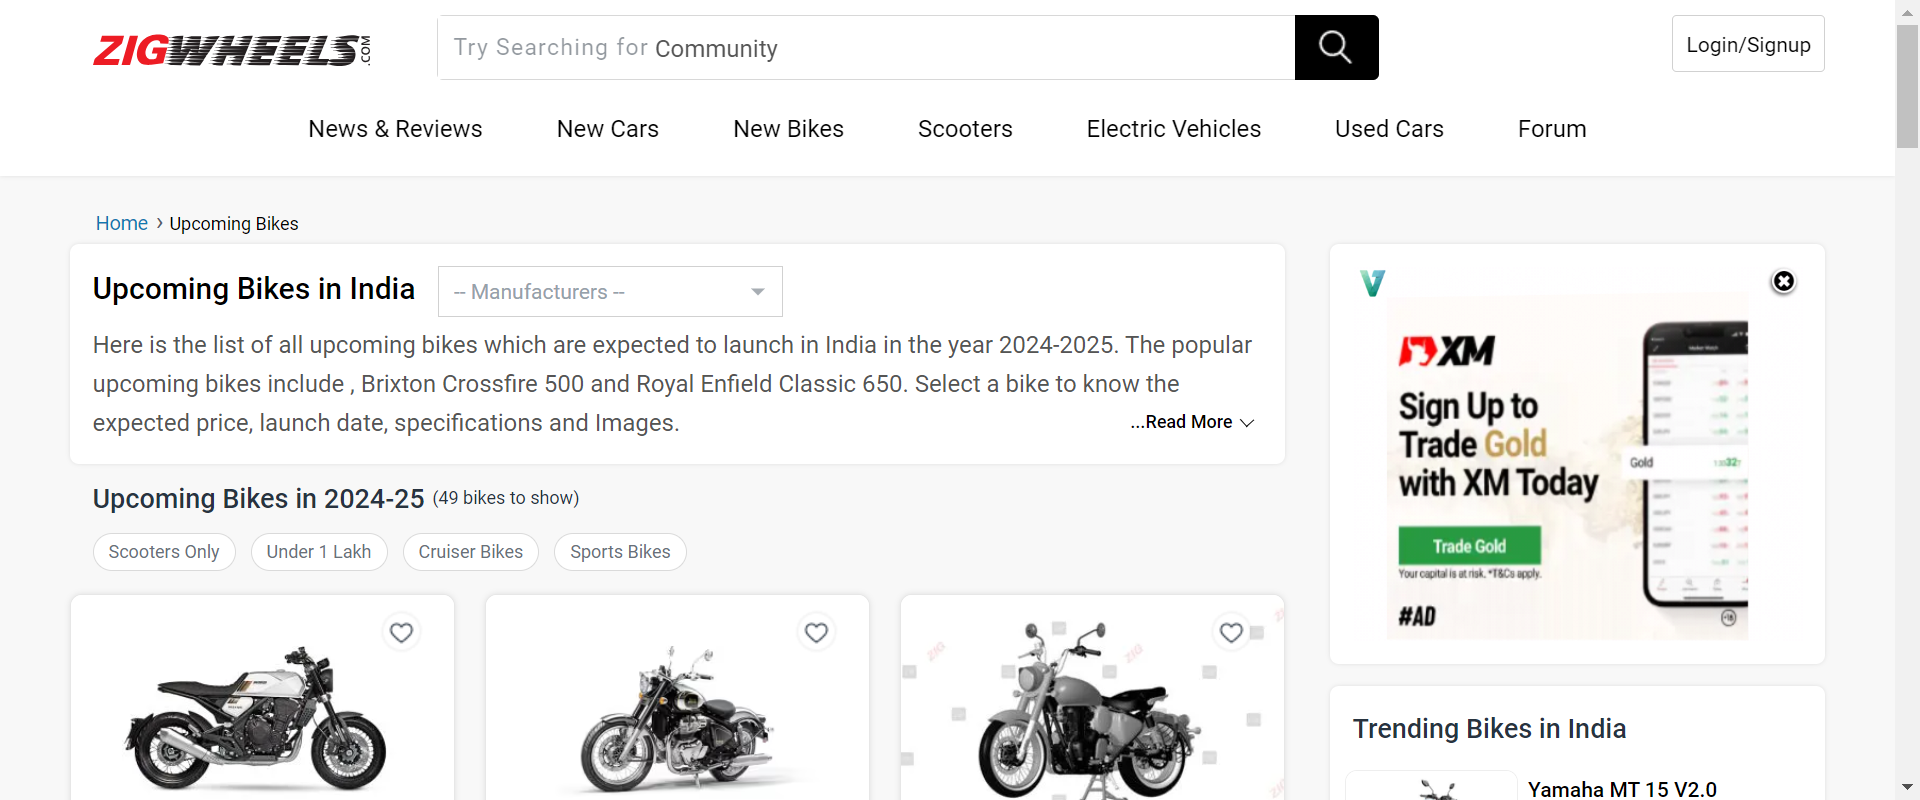 ZIGWHEELS.COM
Try Searching for Community
Login/Signup
News & Reviews
New Cars
New Bikes
Scooters
Electric Vehicles
Used Cars
Forum
Home › Upcoming Bikes
Upcoming Bikes in India
-- Manufacturers --
Here is the list of all upcoming bikes which are expected to launch in India in the year 2024-2025. The popular
upcoming bikes include , Brixton Crossfire 500 and Royal Enfield Classic 650. Select a bike to know the
expected price, launch date, specifications and Images.
...Read More
Upcoming Bikes in 2024-25 (49 bikes to show)
Scooters Only
Under 1 Lakh
Cruiser Bikes
Sports Bikes
ZIG
ZIG
XM
Sign Up to
Trade Gold
with XM Today
Trade Gold
Your capital is at risk. *T&Cs apply.
#AD
Gold
Trending Bikes in India
Yamaha MT 15 V2.0